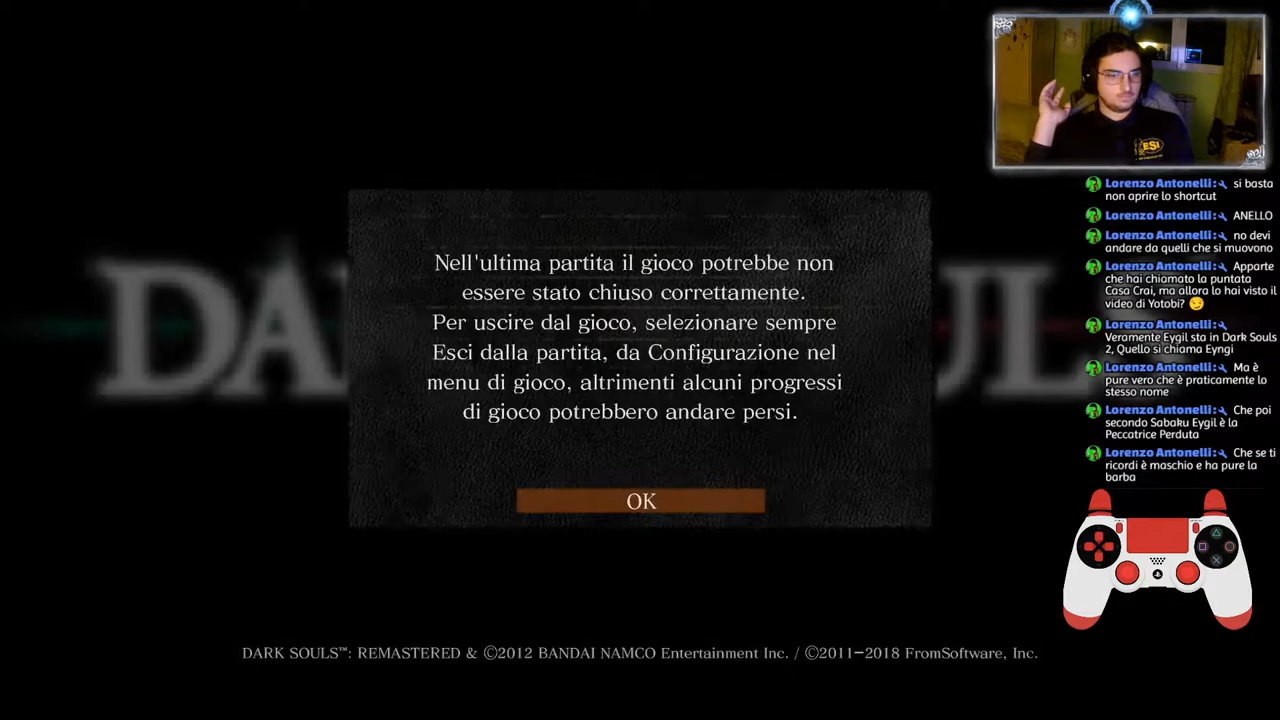 DA
UL
Nell'ultima partita il gioco potrebbe non
essere stato chiuso correttamente.
Per uscire dal gioco, selezionare sempre
Esci dalla partita, da Configurazione nel
menu di gioco, altrimenti alcuni progressi
di gioco potrebbero andare persi.
OK
DARK SOULS™: REMASTERED & ©2012 BANDAI NAMCO Entertainment Inc. / ©2011–2018 FromSoftware, Inc.
ESI
Lorenzo Antonelli: si basta
non aprire lo shortcut
Lorenzo Antonelli: ANELLO
Lorenzo Antonelli: no devi
andare da quelli che si muovono
Lorenzo Antonelli: Apparte
che hai chiamato la puntata
Casa Crai, ma allora lo hai visto il
video di Yotobi? 😏
Lorenzo Antonelli:
Veramente Eygil sta in Dark Souls
2, Quello si chiama Eyngi
Lorenzo Antonelli: Ma è
pure vero che è praticamente lo
stesso nome
Lorenzo Antonelli: Che poi
secondo Sabaku Eygil è la
Peccatrice Perduta
Lorenzo Antonelli: Che se ti
ricordi è maschio e ha pure la
barba